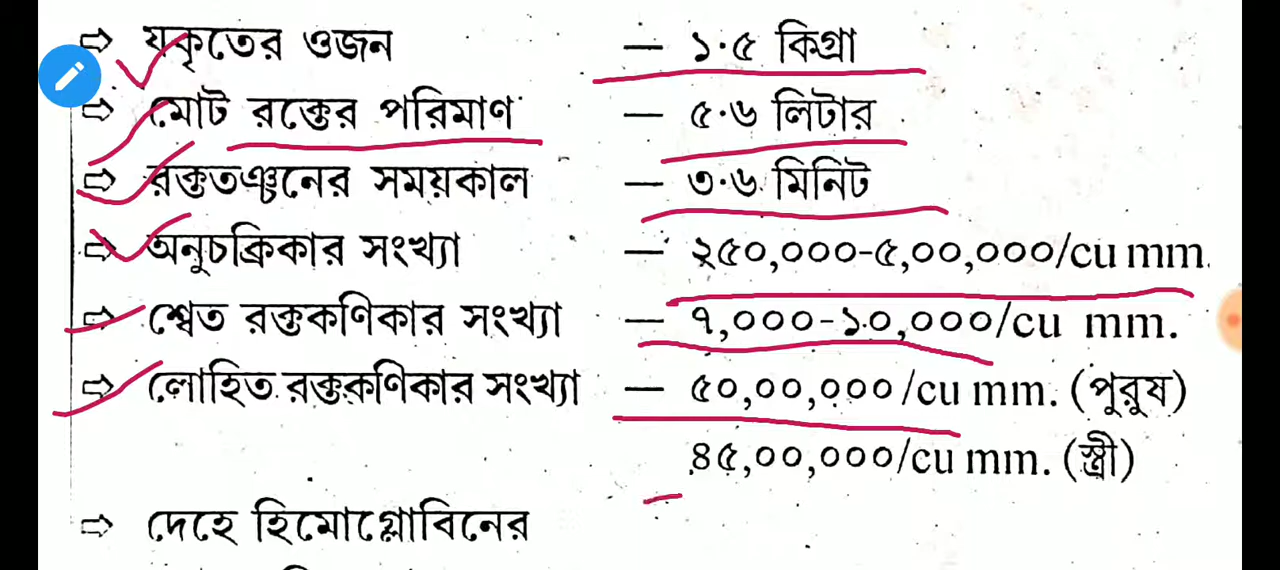 ⇨ যকৃতের ওজন — ১·৫ কিগ্রা
⇨ মোট রক্তের পরিমাণ — ৫·৬ লিটার
⇨ রক্ততঞ্চনের সময়কাল — ৩·৬ মিনিট
⇨ অনুচক্রিকার সংখ্যা — ২৫০,০০০-৫,০০,০০০/cu mm.
⇨ শ্বেত রক্তকণিকার সংখ্যা — ৭,০০০-১০,০০০/cu mm.
⇨ লোহিত রক্তকণিকার সংখ্যা — ৫০,০০,০০০/cu mm. (পুরুষ)
৪৫,০০,০০০/cu mm. (স্ত্রী)
⇨ দেহে হিমোগ্লোবিনের